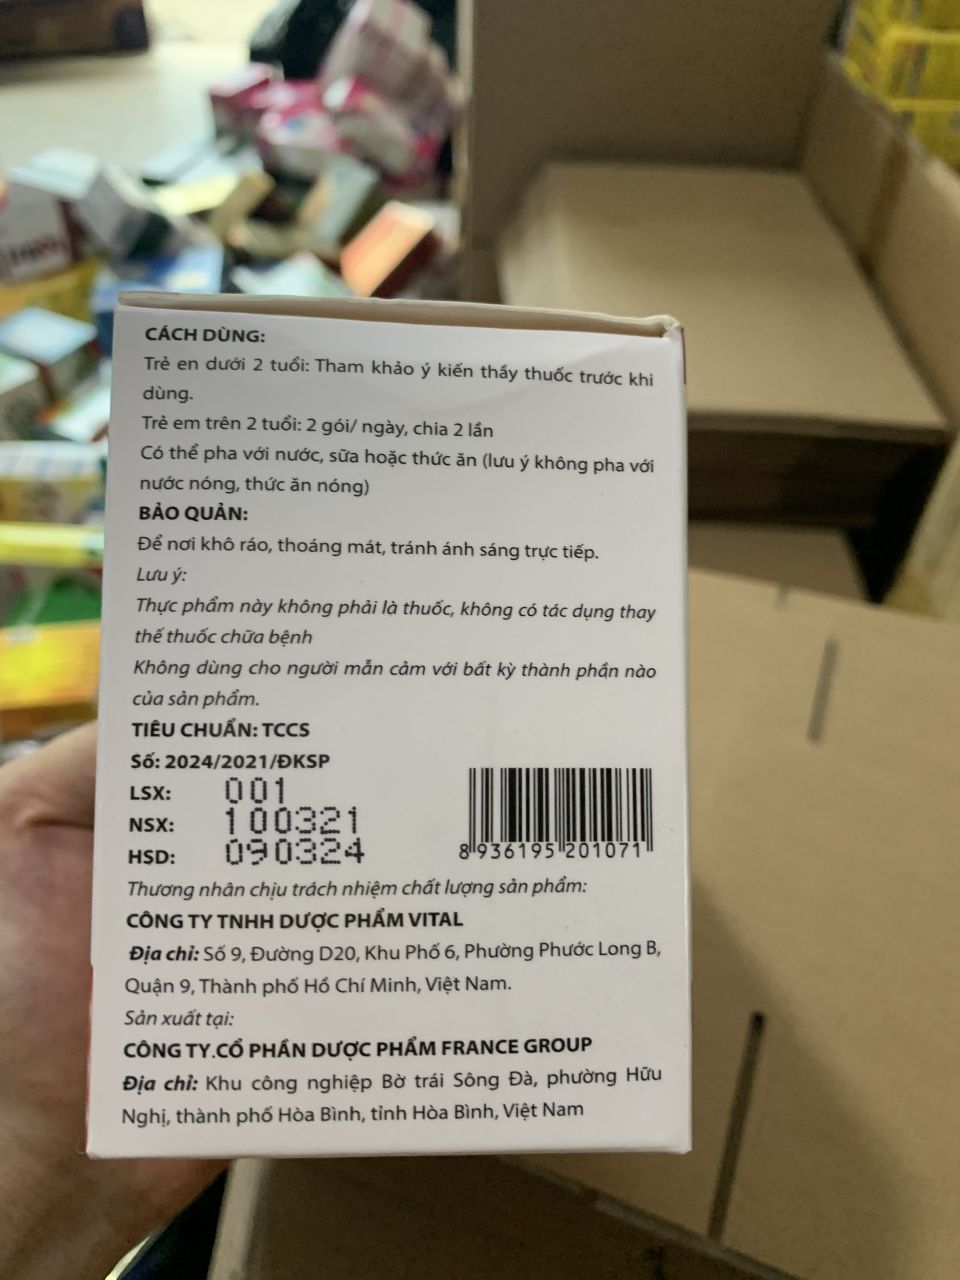 CÁCH DÙNG:
Trẻ en dưới 2 tuổi: Tham khảo ý kiến thầy thuốc trước khi
dùng.
Trẻ em trên 2 tuổi: 2 gói/ ngày, chia 2 lần
Có thể pha với nước, sữa hoặc thức ăn (lưu ý không pha với
nước nóng, thức ăn nóng)
BẢO QUẢN:
Để nơi khô ráo, thoáng mát, tránh ánh sáng trực tiếp.
Lưu ý:
Thực phẩm này không phải là thuốc, không có tác dụng thay
thế thuốc chữa bệnh
Không dùng cho người mẫn cảm với bất kỳ thành phần nào
của sản phẩm.
TIÊU CHUẨN: TCCS
Số: 2024/2021/ĐKSP
LSX: 001
NSX: 100321
HSD: 090324
8 936195 201071
Thương nhân chịu trách nhiệm chất lượng sản phẩm:
CÔNG TY TNHH DƯỢC PHẨM VITAL
Địa chỉ: Số 9, Đường D20, Khu Phố 6, Phường Phước Long B,
Quận 9, Thành phố Hồ Chí Minh, Việt Nam.
Sản xuất tại:
CÔNG TY.CỔ PHẦN DƯỢC PHẨM FRANCE GROUP
Địa chỉ: Khu công nghiệp Bờ trái Sông Đà, phường Hữu
Nghị, thành phố Hòa Bình, tỉnh Hòa Bình, Việt Nam